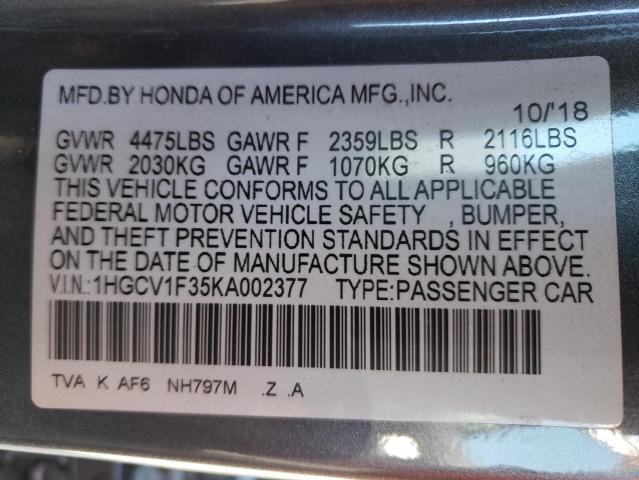 MFD.BY HONDA OF AMERICA MFG.,INC.
10/'18
GVWR 4475LBS GAWR F 2359LBS R 2116LBS
GVWR 2030KG GAWR F 1070KG R 960KG
THIS VEHICLE CONFORMS TO ALL APPLICABLE
FEDERAL MOTOR VEHICLE SAFETY , BUMPER,
AND THEFT PREVENTION STANDARDS IN EFFECT
ON THE DATE OF MANUFACTURE SHOWN ABOVE.
V.I.N.:1HGCV1F35KA002377 TYPE:PASSENGER CAR
TVA K AF6 NH797M .Z .A